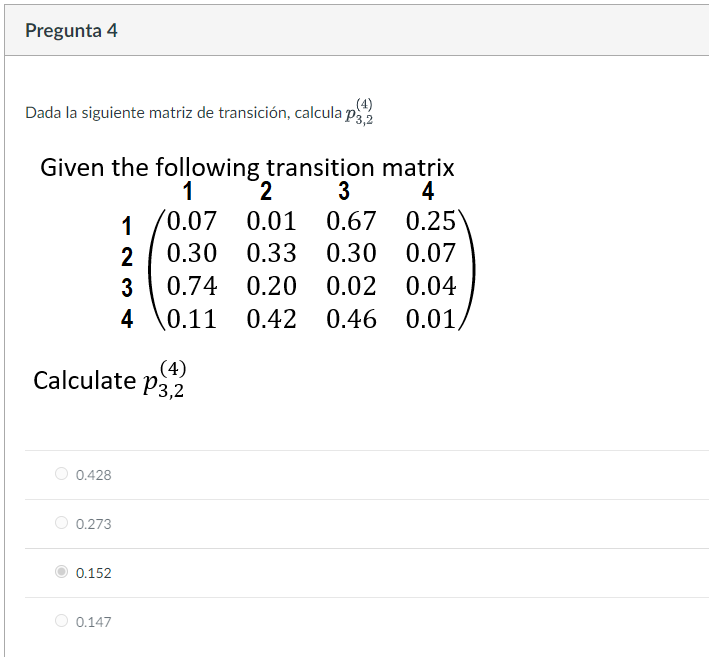 Pregunta 4
Dada la siguiente matriz de transición, calcula p_{3,2}^{(4)}
Given the following transition matrix
1 2 3 4
1 0.07 0.01 0.67 0.25
2 0.30 0.33 0.30 0.07
3 0.74 0.20 0.02 0.04
4 0.11 0.42 0.46 0.01
Calculate p_{3,2}^{(4)}
0.428
0.273
0.152
0.147